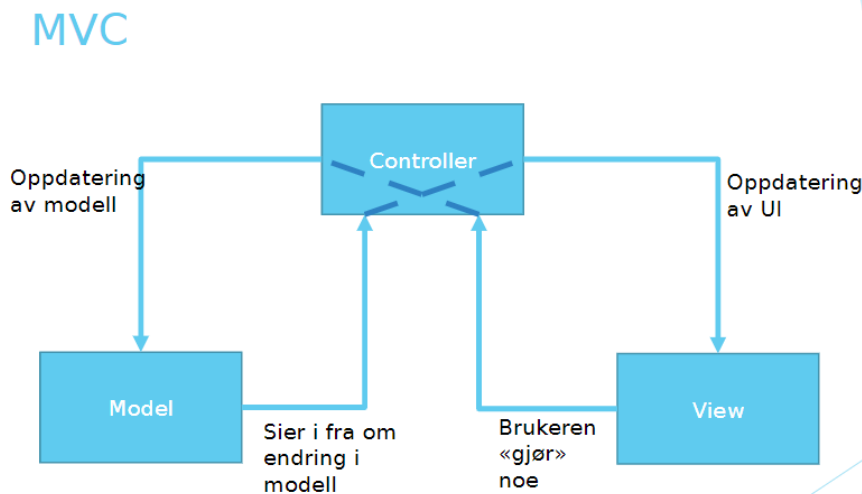 MVC
Controller
Oppdatering
av modell
Oppdatering
av UI
Model
View
Sier i fra om
endring i
modell
Brukeren
«gjør»
noe